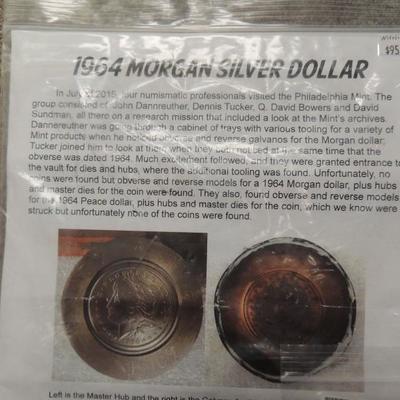 $95
1964 MORGAN SILVER DOLLAR
In July of 2015, four numismatic professionals visited the Philadelphia Mint. The
group consisted of John Dannreuther, Dennis Tucker, Q. David Bowers and David
Sundman, all there on a research mission that included a look at the Mint's archives.
Dannereuther was going through a cabinet of trays with various tooling for a variety of
Mint products when he noticed obverse and reverse galvanos for the Morgan dollar.
Tucker joined him to look at them when they both noticed at the same time that the
obverse was dated 1964. Much excitement followed, and they were granted entrance to
the vault for dies and hubs, where the additional tooling was found. Unfortunately, no
coins were found but obverse and reverse models for a 1964 Morgan dollar, plus hubs
and master dies for the coin were found. They also, found obverse and reverse models
for the 1964 Peace dollar, plus hubs and master dies for the coin, which we know were
struck but unfortunately none of the coins were found.
Left is the Master Hub and the right is the